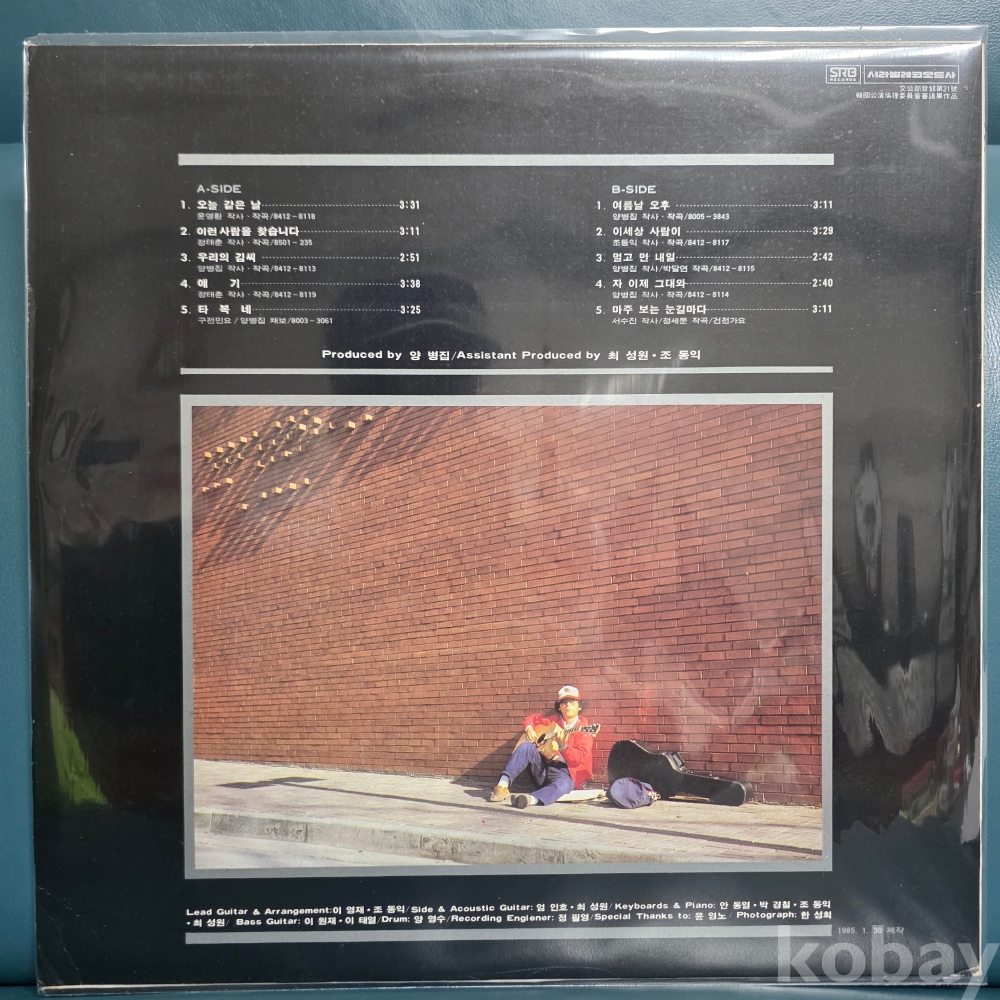 SRB
RECORDS
서라벌레코오드사
A-SIDE
1. 오늘 같은 날 3:31
윤영환 작사·작곡/8412-8118
2. 이런 사람을 찾습니다 3:11
정태춘 작사·작곡/8501-235
3. 우리의 김씨 2:51
양병집 작사·작곡/8412-8113
4. 얘 기 3:38
정태춘 작사·작곡/8412-8119
5. 타 복 네 3:25
구전민요/양병집 채보/8003-3061
B-SIDE
1. 여름날 오후 3:11
양병집 작사·작곡/8005-3843
2. 이세상 사람이 3:29
조동익 작사·작곡/8412-8117
3. 멀고 먼 내일 2:42
양병집 작사/박달연 작곡/8412-8115
4. 자 이제 그대와 2:40
양병집 작사·작곡/8412-8114
5. 마주 보는 눈길마다 3:11
서수진 작사/정세문 작곡/건전가요
Produced by 양 병집/Assistant Produced by 최 성원·조 동익
Lead Guitar & Arrangement:이 영재·조 동익/Side & Acoustic Guitar: 엄 인호·최 성원/Keyboards & Piano: 안 동열·박 경철·조 동익
·최 성원/ Bass Guitar: 이 원재·이 태열/Drum: 양 영수/Recording Engiener: 정 필영/Special Thanks to: 윤 영노/ Photograph: 한 성희
1985. 1. 30 제작
kobay